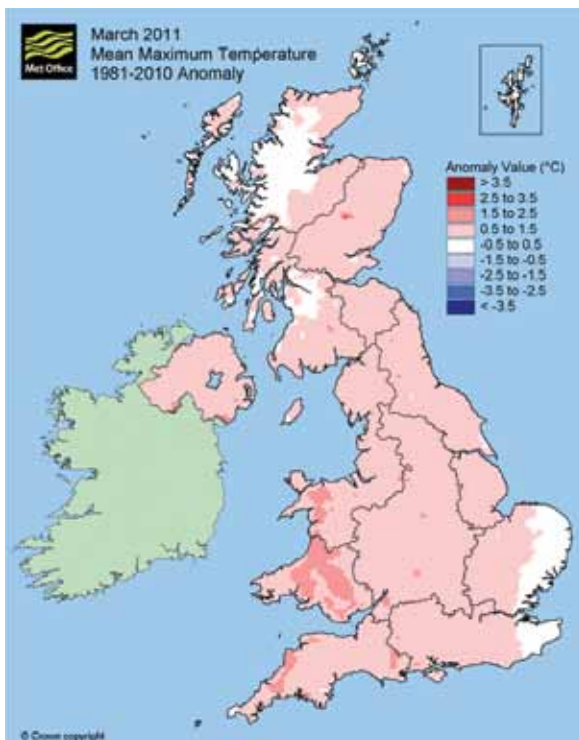 Met Office
March 2011
Mean Maximum Temperature
1981-2010 Anomaly
Anomaly Value (°C)
> 3.5
2.5 to 3.5
1.5 to 2.5
0.5 to 1.5
-0.5 to 0.5
-1.5 to -0.5
-2.5 to -1.5
-3.5 to -2.5
< -3.5
© Crown copyright